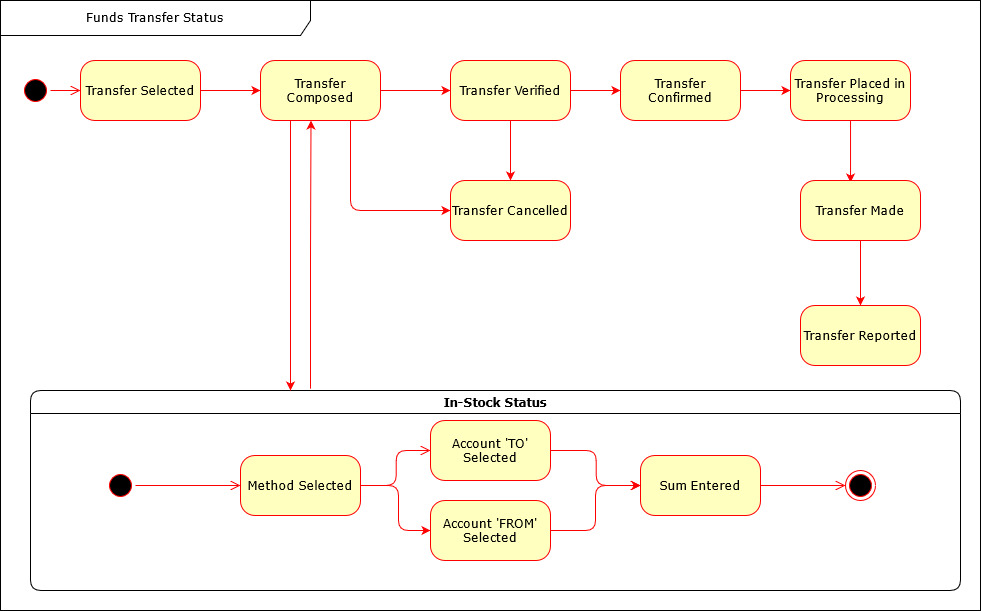 Funds Transfer Status
Transfer Selected
Transfer
Composed
Transfer Verified
Transfer
Confirmed
Transfer Placed in
Processing
Transfer Cancelled
Transfer Made
Transfer Reported
In-Stock Status
Method Selected
Account 'TO'
Selected
Account 'FROM'
Selected
Sum Entered